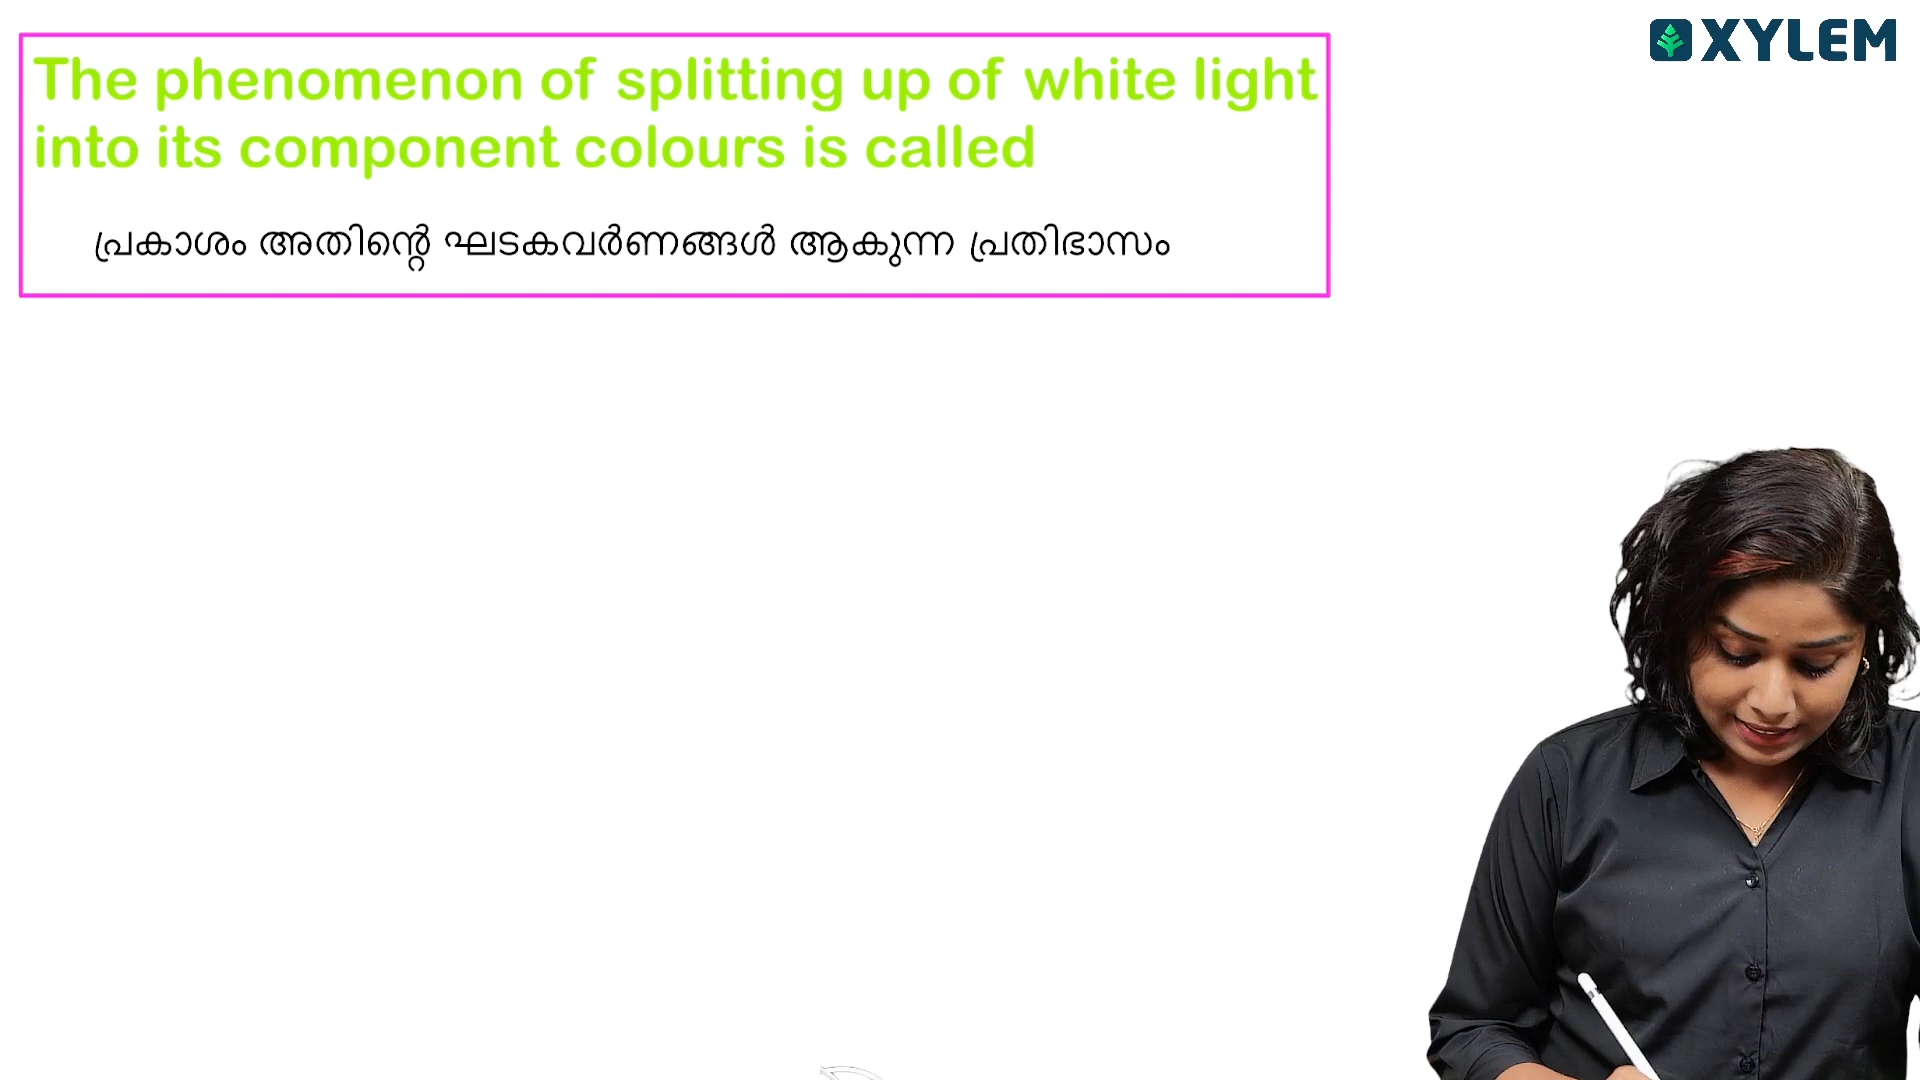 XYLEM
The phenomenon of splitting up of white light
into its component colours is called
പ്രകാശം അതിന്റെ ഘടകവർണങ്ങൾ ആകുന്ന പ്രതിഭാസം